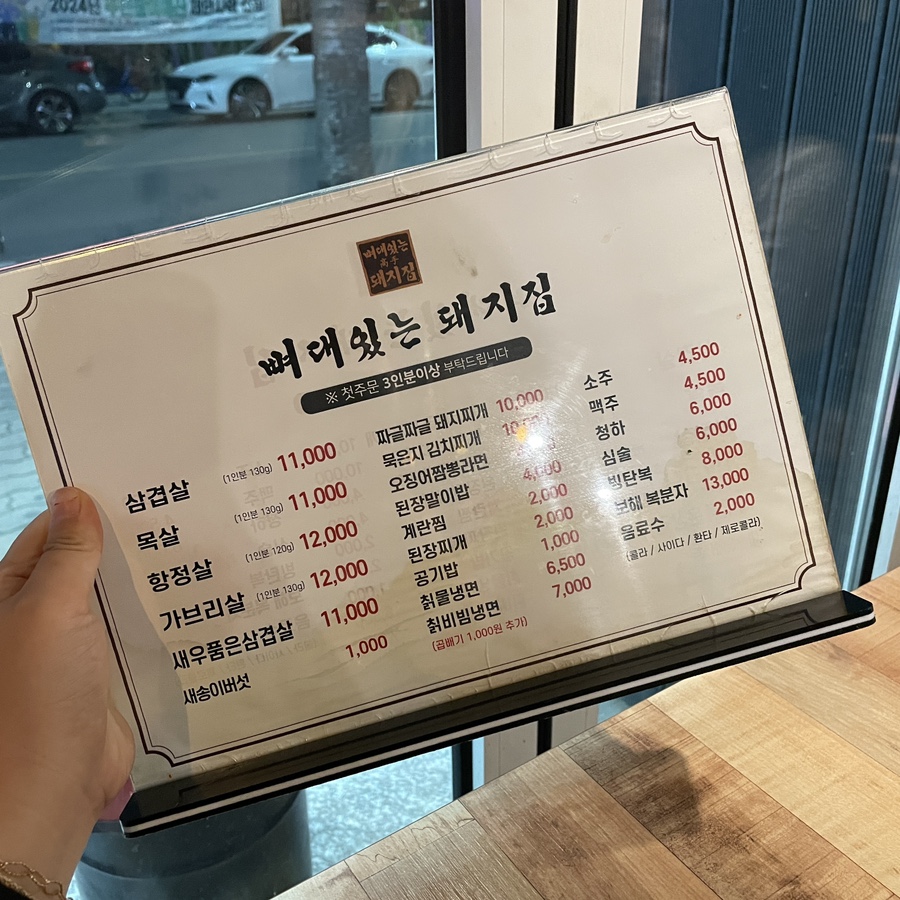 2024년
뼈대있는
高手
돼지집
뼈대있는 돼지집
※ 첫주문 3인분이상 부탁드립니다
삼겹살 (1인분 130g) 11,000
목살 (1인분 130g) 11,000
항정살 (1인분 120g) 12,000
가브리살 (1인분 130g) 12,000
새우품은삼겹살 11,000
새송이버섯 1,000
짜글짜글 돼지찌개 10,000
묵은지 김치찌개
오징어짬뽕라면
된장말이밥 4,000
계란찜 2,000
된장찌개 2,000
공기밥 1,000
칡물냉면 6,500
칡비빔냉면 7,000
(곱배기 1,000원 추가)
소주 4,500
맥주 4,500
청하 6,000
심술 6,000
빙탄복 8,000
보해 복분자 13,000
음료수 2,000
(콜라 / 사이다 / 환타 / 제로콜라)